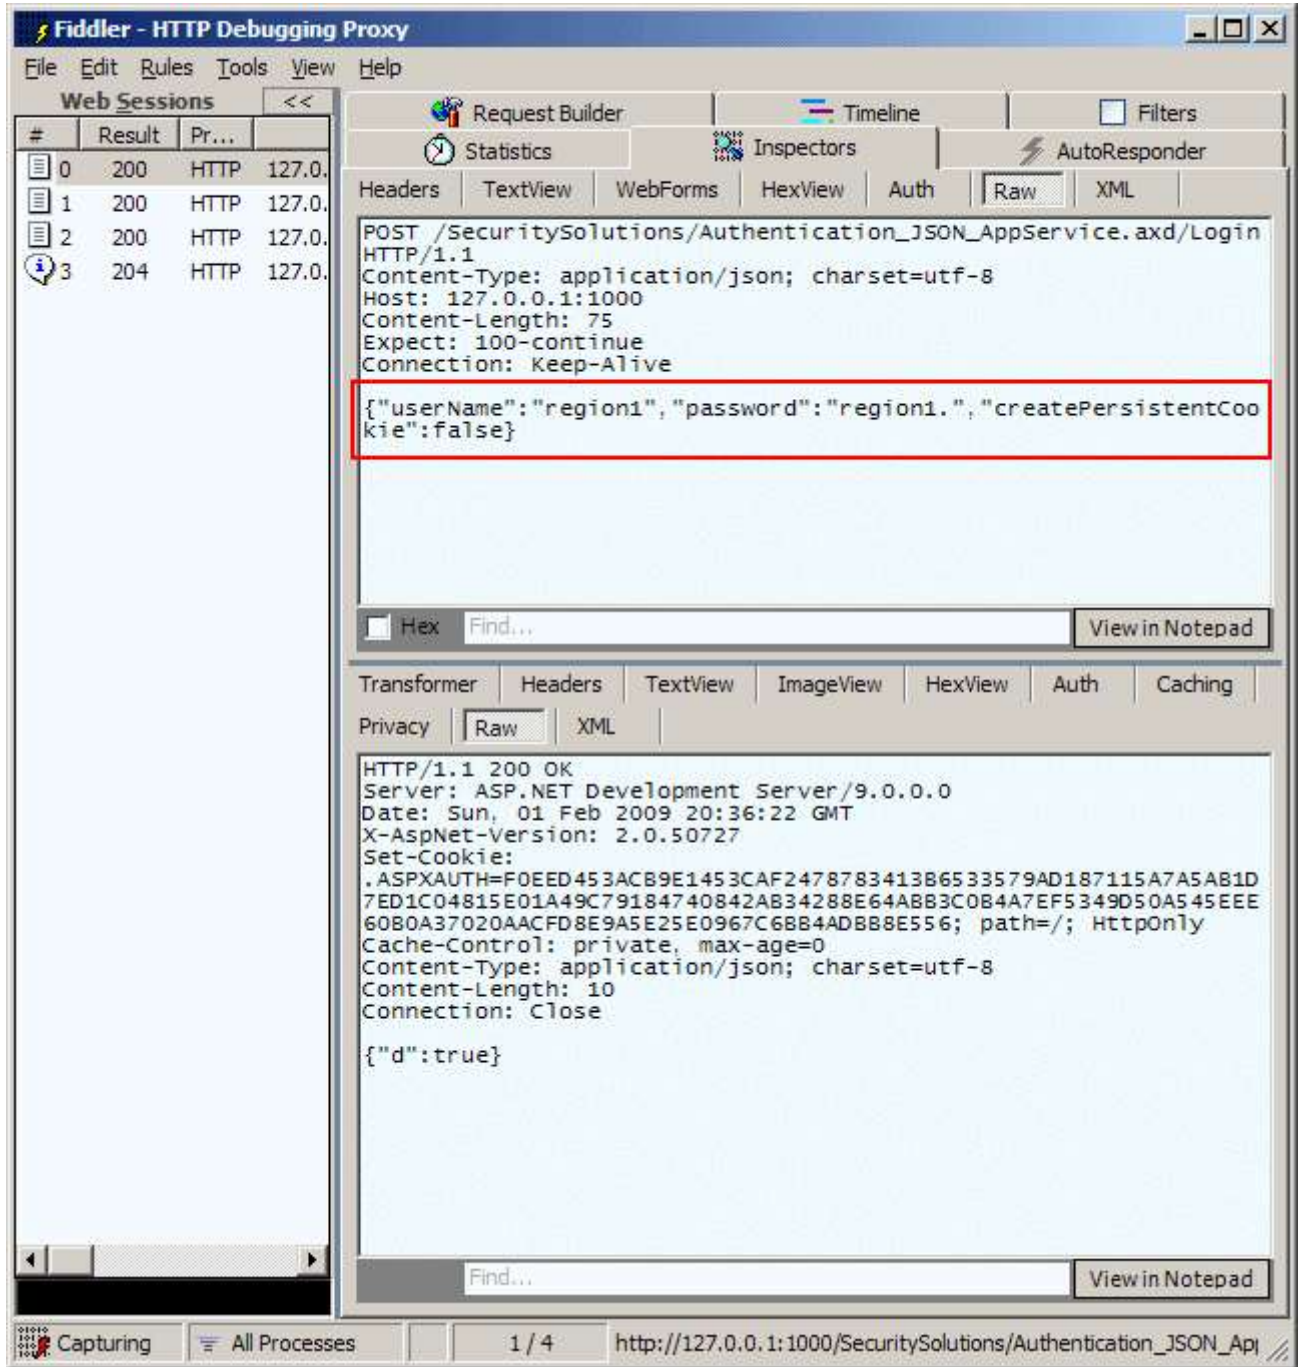 Fiddler - HTTP Debugging Proxy
File Edit Rules Tools View Help
Web Sessions <<
# Result Pr...
0 200 HTTP 127.0.
1 200 HTTP 127.0.
2 200 HTTP 127.0.
3 204 HTTP 127.0.
Request Builder Timeline Filters
Statistics Inspectors AutoResponder
Headers TextView WebForms HexView Auth Raw XML
POST /SecuritySolutions/Authentication_JSON_AppService.axd/Login
HTTP/1.1
Content-Type: application/json; charset=utf-8
Host: 127.0.0.1:1000
Content-Length: 75
Expect: 100-continue
Connection: Keep-Alive
{"userName":"region1","password":"region1.","createPersistentCoo
kie":false}
Hex Find... View in Notepad
Transformer Headers TextView ImageView HexView Auth Caching
Privacy Raw XML
HTTP/1.1 200 OK
Server: ASP.NET Development Server/9.0.0.0
Date: Sun, 01 Feb 2009 20:36:22 GMT
X-AspNet-Version: 2.0.50727
Set-Cookie:
.ASPXAUTH=F0EED453ACB9E1453CAF2478783413B6533579AD187115A7A5AB1D
7ED1C04815E01A49C79184740842AB34288E64ABB3C0B4A7EF5349D50A545EEE
60B0A37020AACFD8E9A5E25E0967C6BB4ADBB8E556; path=/; HttpOnly
Cache-Control: private, max-age=0
Content-Type: application/json; charset=utf-8
Content-Length: 10
Connection: Close
{"d":true}
Find... View in Notepad
Capturing All Processes 1 / 4 http://127.0.0.1:1000/SecuritySolutions/Authentication_JSON_Ap